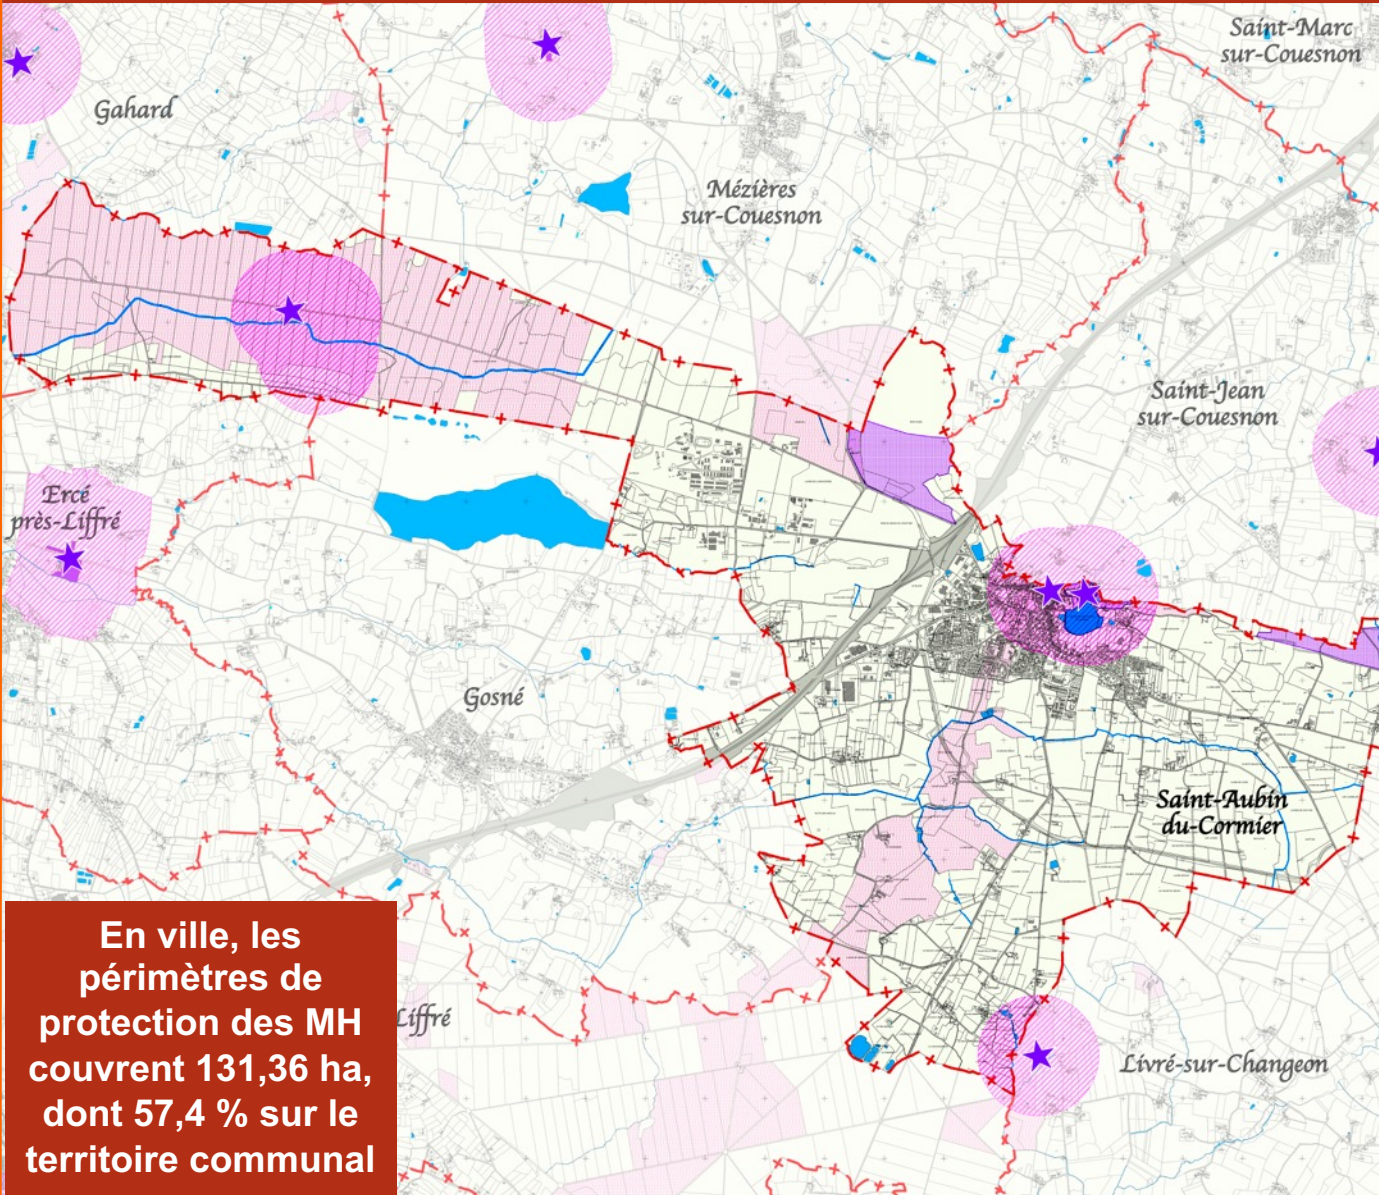 Saint-Marc
sur-Couesnon
Gahard
Mézières
sur-Couesnon
Saint-Jean
sur-Couesnon
Ercé
près-Liffré
Gosné
Saint-Aubin
du-Cormier
En ville, les
périmètres de
protection des MH
couvrent 131,36 ha,
dont 57,4 % sur le
territoire communal
Liffré
Livré-sur-Changeon